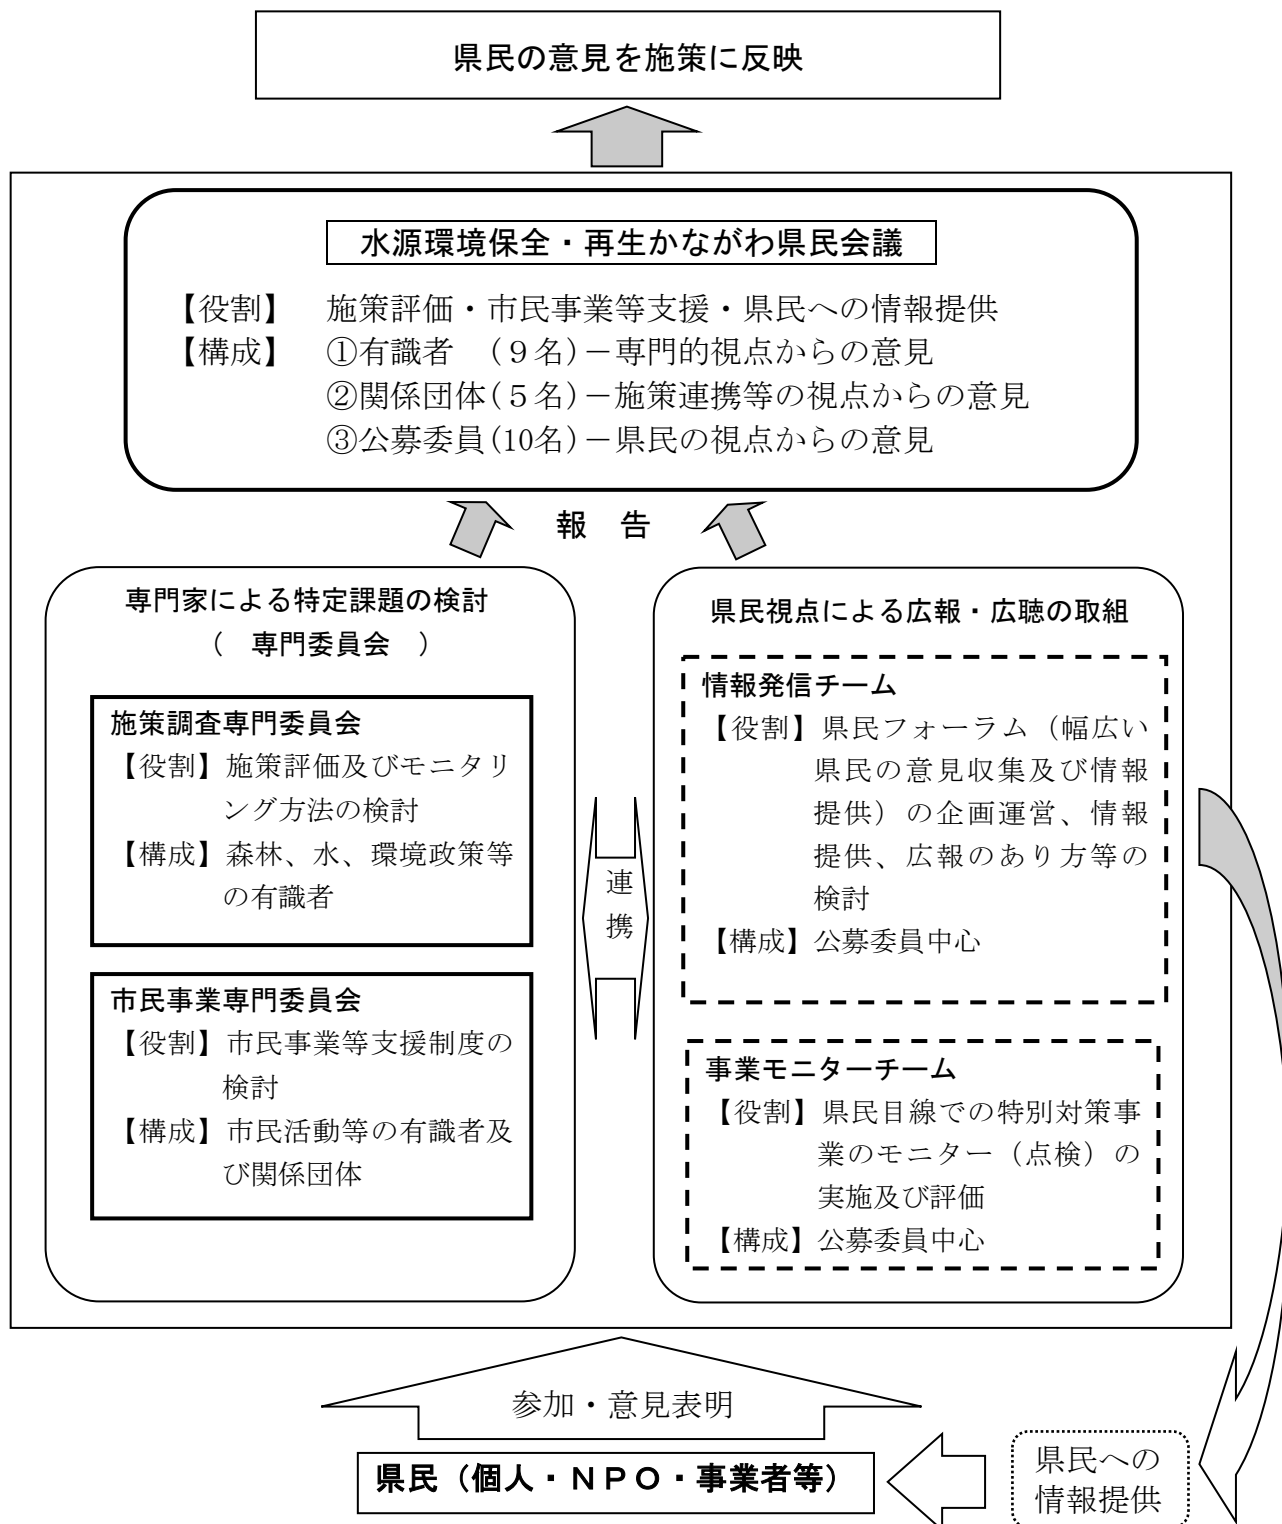 県民の意見を施策に反映
水源環境保全・再生かながわ県民会議
【役割】 施策評価・市民事業等支援・県民への情報提供
【構成】 ①有識者 (9名)－専門的視点からの意見
②関係団体(5名)－施策連携等の視点からの意見
③公募委員(10名)－県民の視点からの意見
報 告
専門家による特定課題の検討
( 専門委員会 )
施策調査専門委員会
【役割】施策評価及びモニタリ
ング方法の検討
【構成】森林、水、環境政策等
の有識者
市民事業専門委員会
【役割】市民事業等支援制度の
検討
【構成】市民活動等の有識者及
び関係団体
連
携
県民視点による広報・広聴の取組
情報発信チーム
【役割】県民フォーラム（幅広い
県民の意見収集及び情報
提供）の企画運営、情報
提供、広報のあり方等の
検討
【構成】公募委員中心
事業モニターチーム
【役割】県民目線での特別対策事
業のモニター（点検）の
実施及び評価
【構成】公募委員中心
参加・意見表明
県民（個人・ＮＰＯ・事業者等）
県民への
情報提供